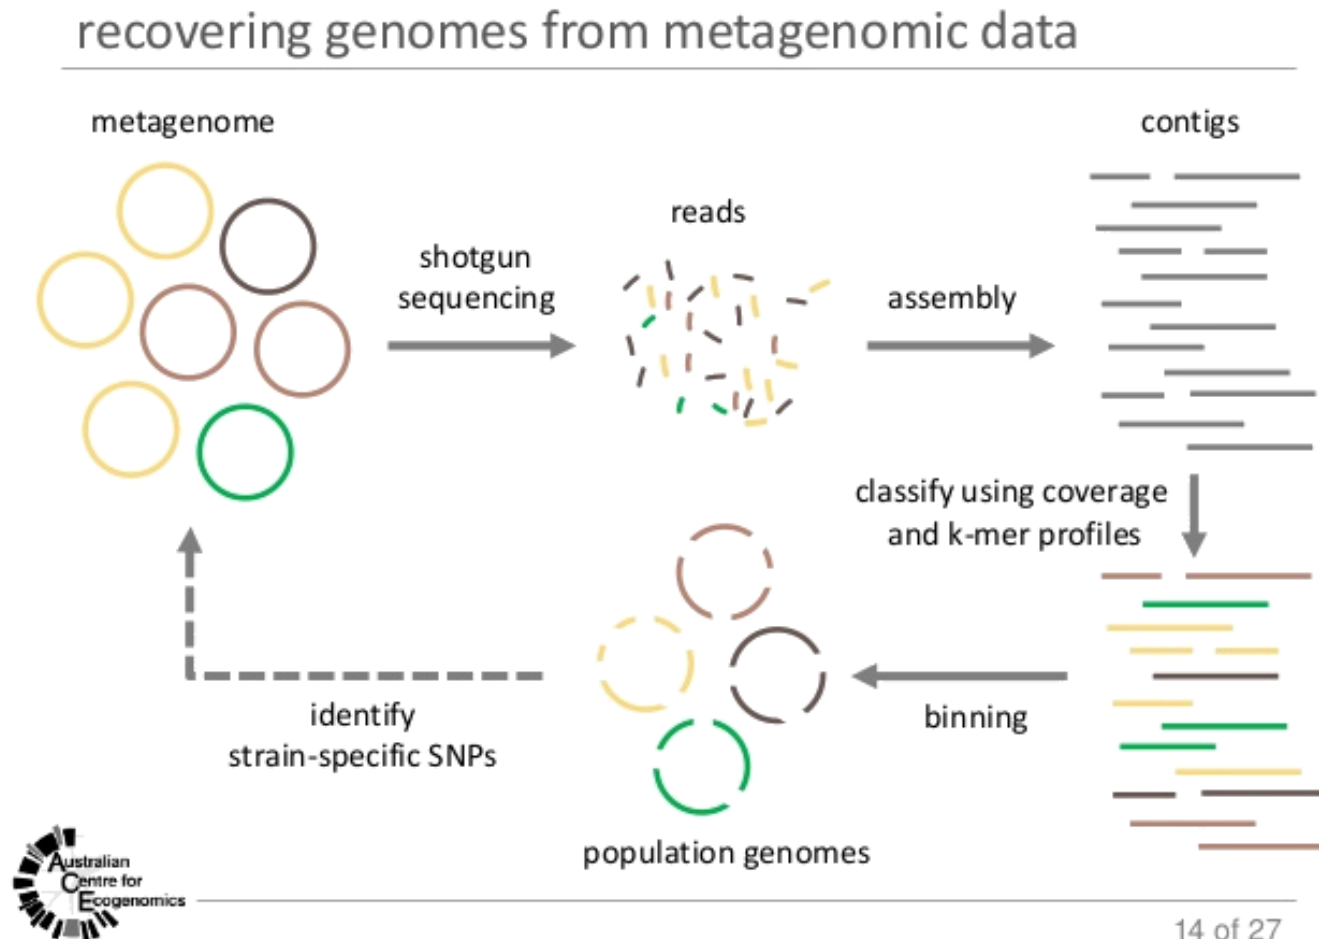 recovering genomes from metagenomic data
metagenome
contigs
reads
shotgun
sequencing
assembly
classify using coverage
and k-mer profiles
binning
identify
strain-specific SNPs
population genomes
Australian
Centre for
Ecogenomics
14 of 27